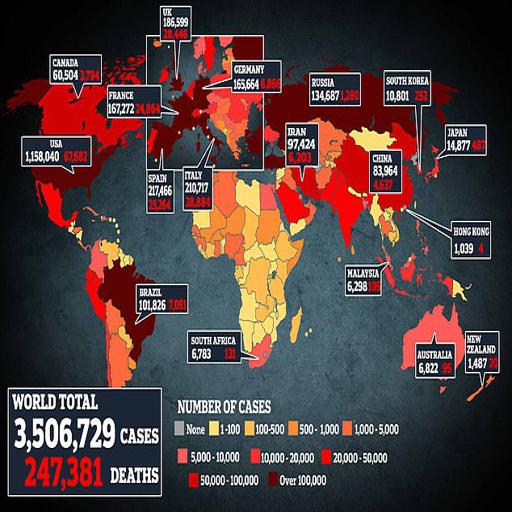 UK
186,599
28,446
CANADA
60,504 3,794
FRANCE
167,272 24,864
GERMANY
165,664 6,866
RUSSIA
134,687 1,280
SOUTH KOREA
10,801 252
USA
1,158,040 67,682
IRAN
97,424
6,203
JAPAN
14,877 487
CHINA
83,964
4,637
SPAIN
217,466
25,264
ITALY
210,717
28,884
HONG KONG
1,039 4
MALAYSIA
6,298 105
BRAZIL
101,826 7,051
SOUTH AFRICA
6,783 131
AUSTRALIA
6,822 95
NEW
ZEALAND
1,487 20
WORLD TOTAL
3,506,729 CASES
247,381 DEATHS
NUMBER OF CASES
None 1-100 100-500 500 - 1,000 1,000 - 5,000
5,000 - 10,000 10,000 - 20,000 20,000 - 50,000
50,000 - 100,000 Over 100,000